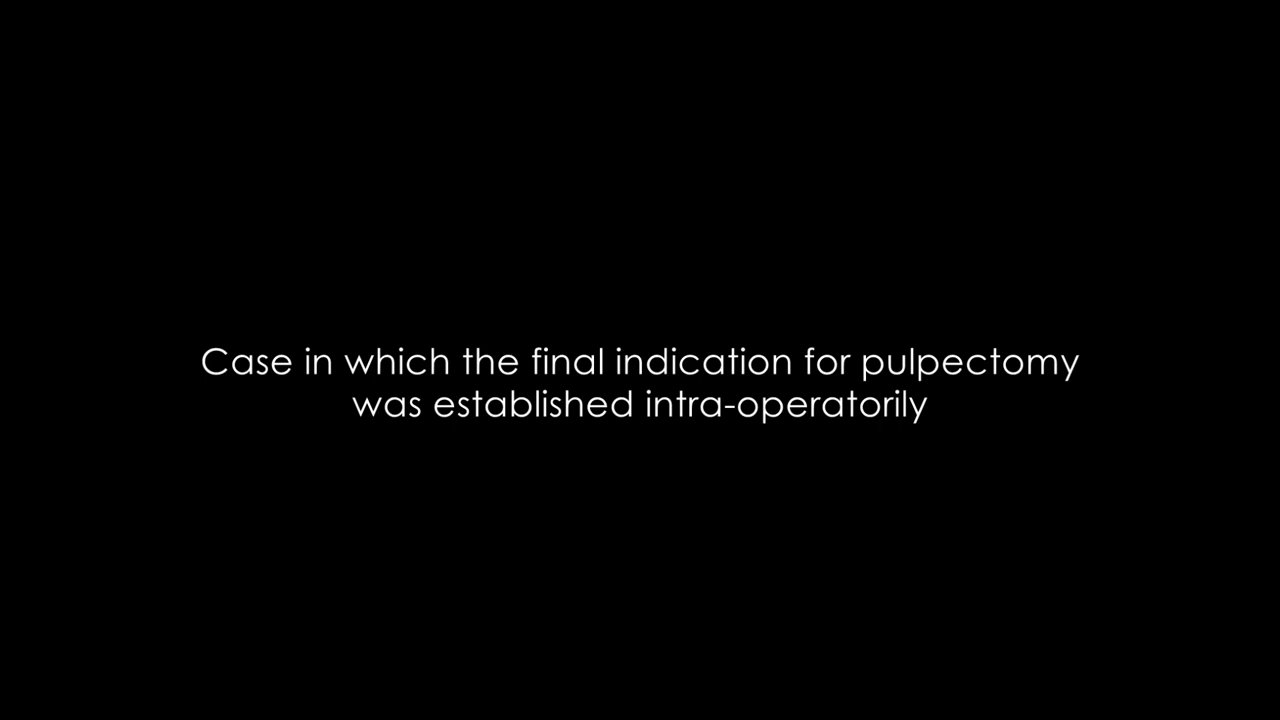 Case in which the final indication for pulpectomy
was established intra-operatorily